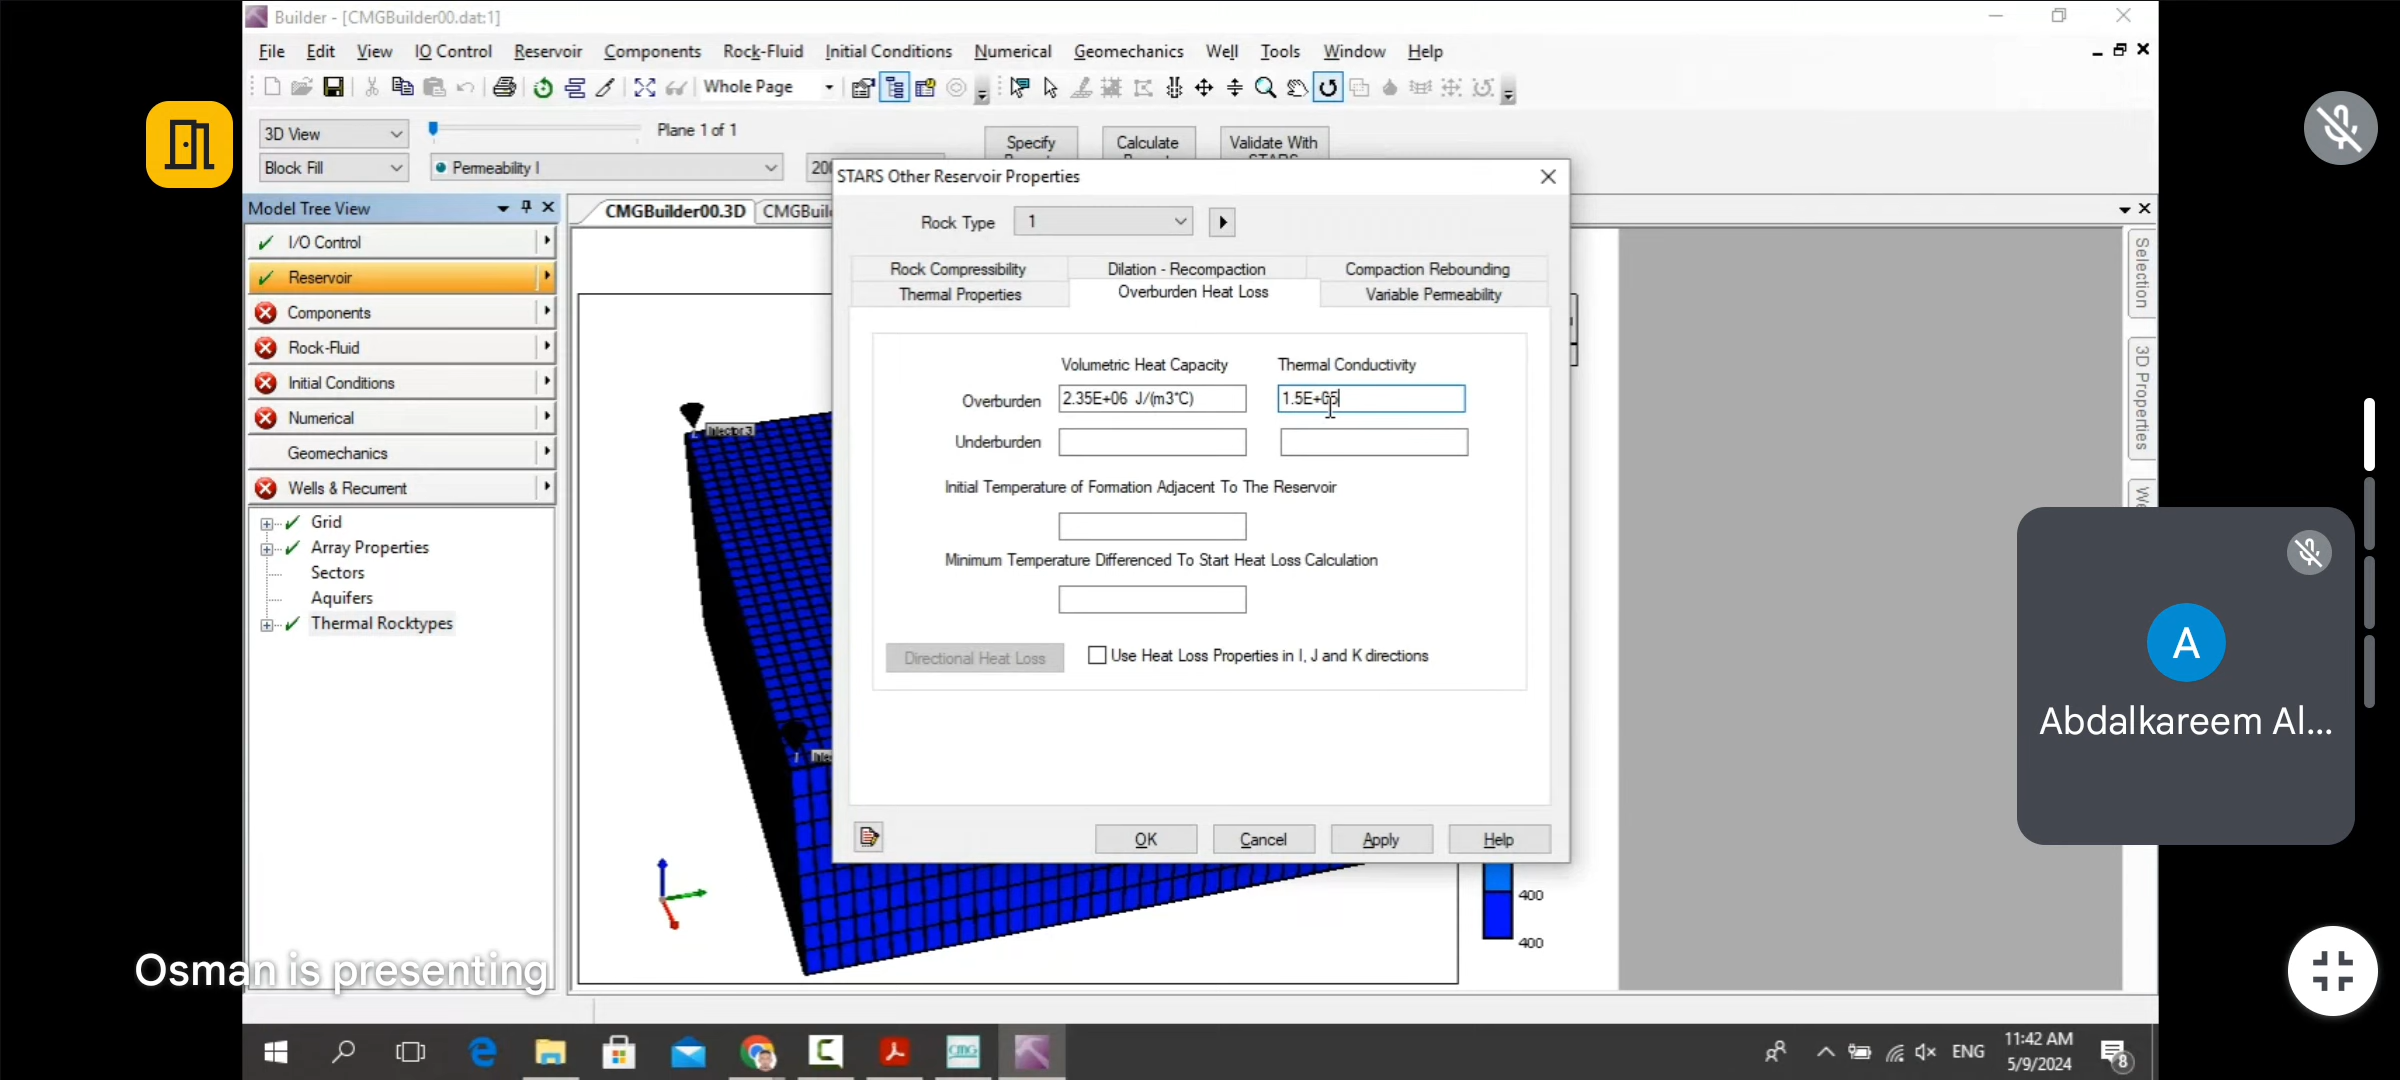 Builder - [CMGBuilder00.dat:1]
File Edit View IO Control Reservoir Components Rock-Fluid Initial Conditions Numerical Geomechanics Well Tools Window Help
Whole Page
3D View
Plane 1 of 1
Specify
Calculate
Validate With
Block Fill
Permeability I
200
Model Tree View
CMGBuilder00.3D
I/O Control
Reservoir
Components
Rock-Fluid
Initial Conditions
Numerical
Geomechanics
Wells & Recurrent
Grid
Array Properties
Sectors
Aquifers
Thermal Rocktypes
Injector 3
STARS Other Reservoir Properties
Rock Type 1
Rock Compressibility Dilation - Recompaction Compaction Rebounding
Thermal Properties Overburden Heat Loss Variable Permeability
Volumetric Heat Capacity Thermal Conductivity
Overburden 2.35E+06 J/(m3*C) 1.5E+05
Underburden
Initial Temperature of Formation Adjacent To The Reservoir
Minimum Temperature Differenced To Start Heat Loss Calculation
Directional Heat Loss Use Heat Loss Properties in I, J and K directions
OK Cancel Apply Help
400
400
Selection
3D Properties
A
Abdalkareem Al...
Osman is presenting
CMG
ENG
11:42 AM
5/9/2024
8